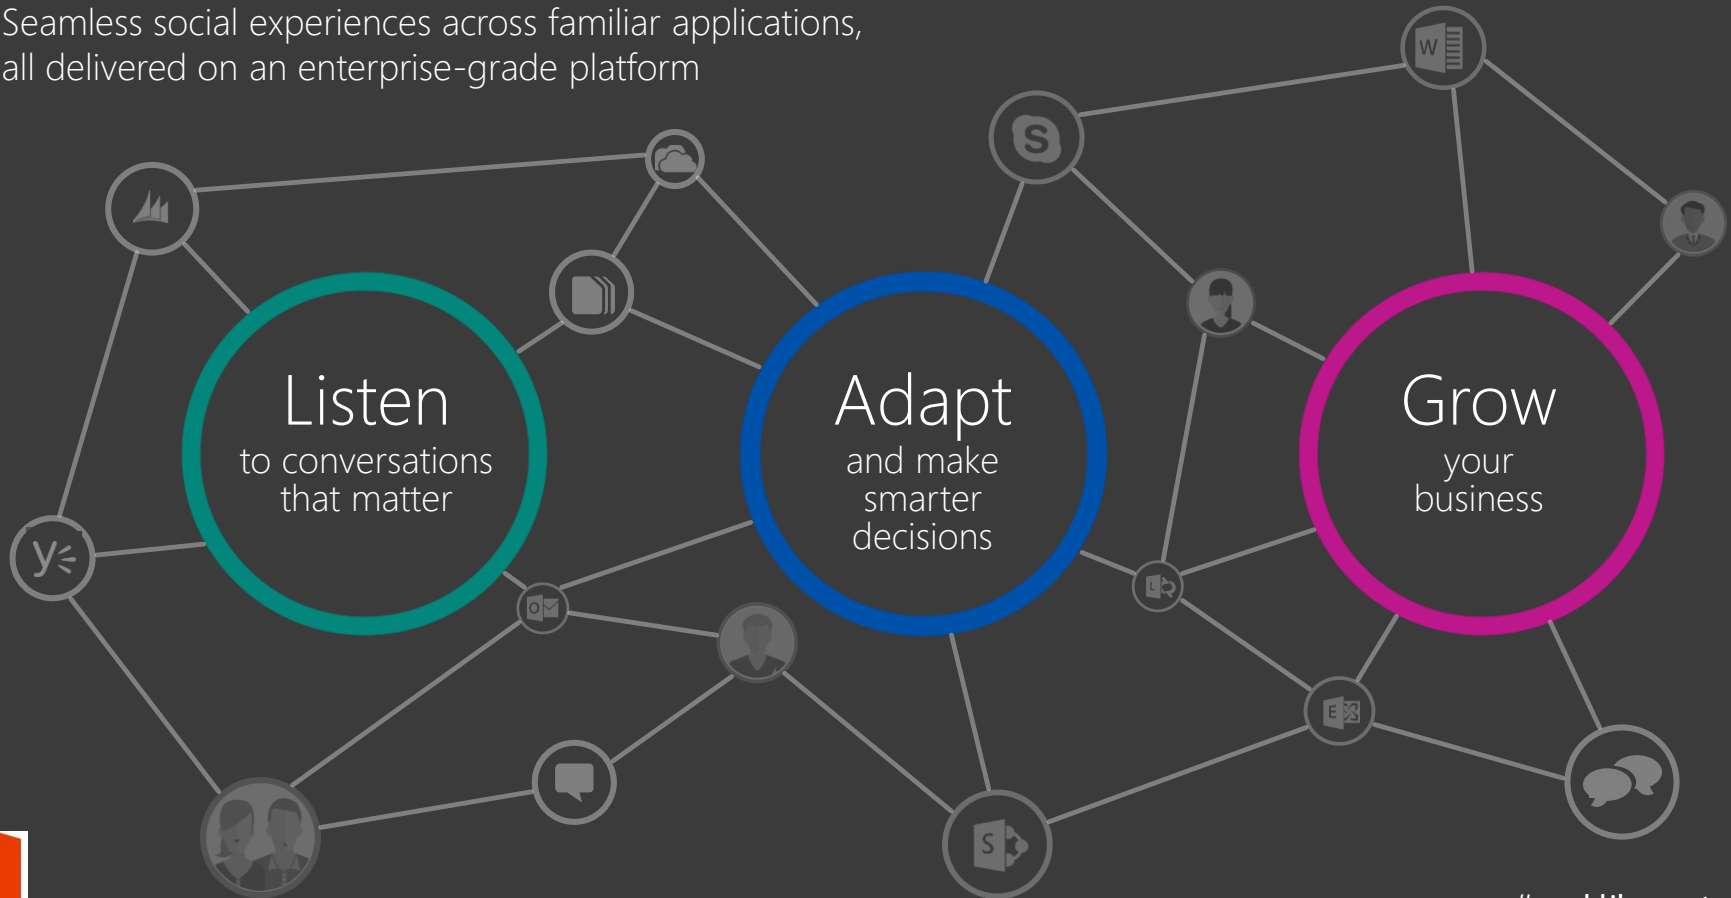 Seamless social experiences across familiar applications,
all delivered on an enterprise-grade platform
W
S
Listen
to conversations
that matter
Adapt
and make
smarter
decisions
Grow
your
business
y
O
L
E
S